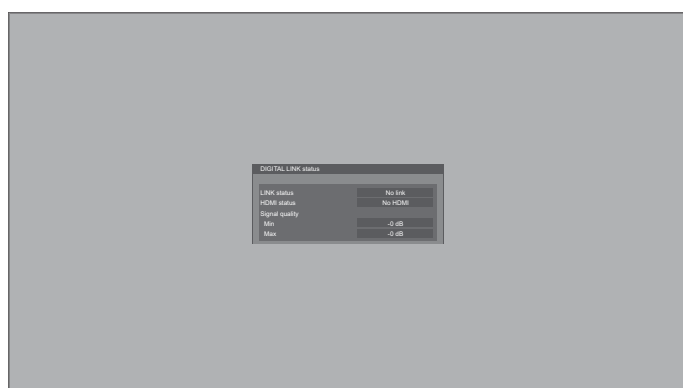 DIGITAL LINK status
LINK status No link
HDMI status No HDMI
Signal quality
Min -0 dB
Max -0 dB